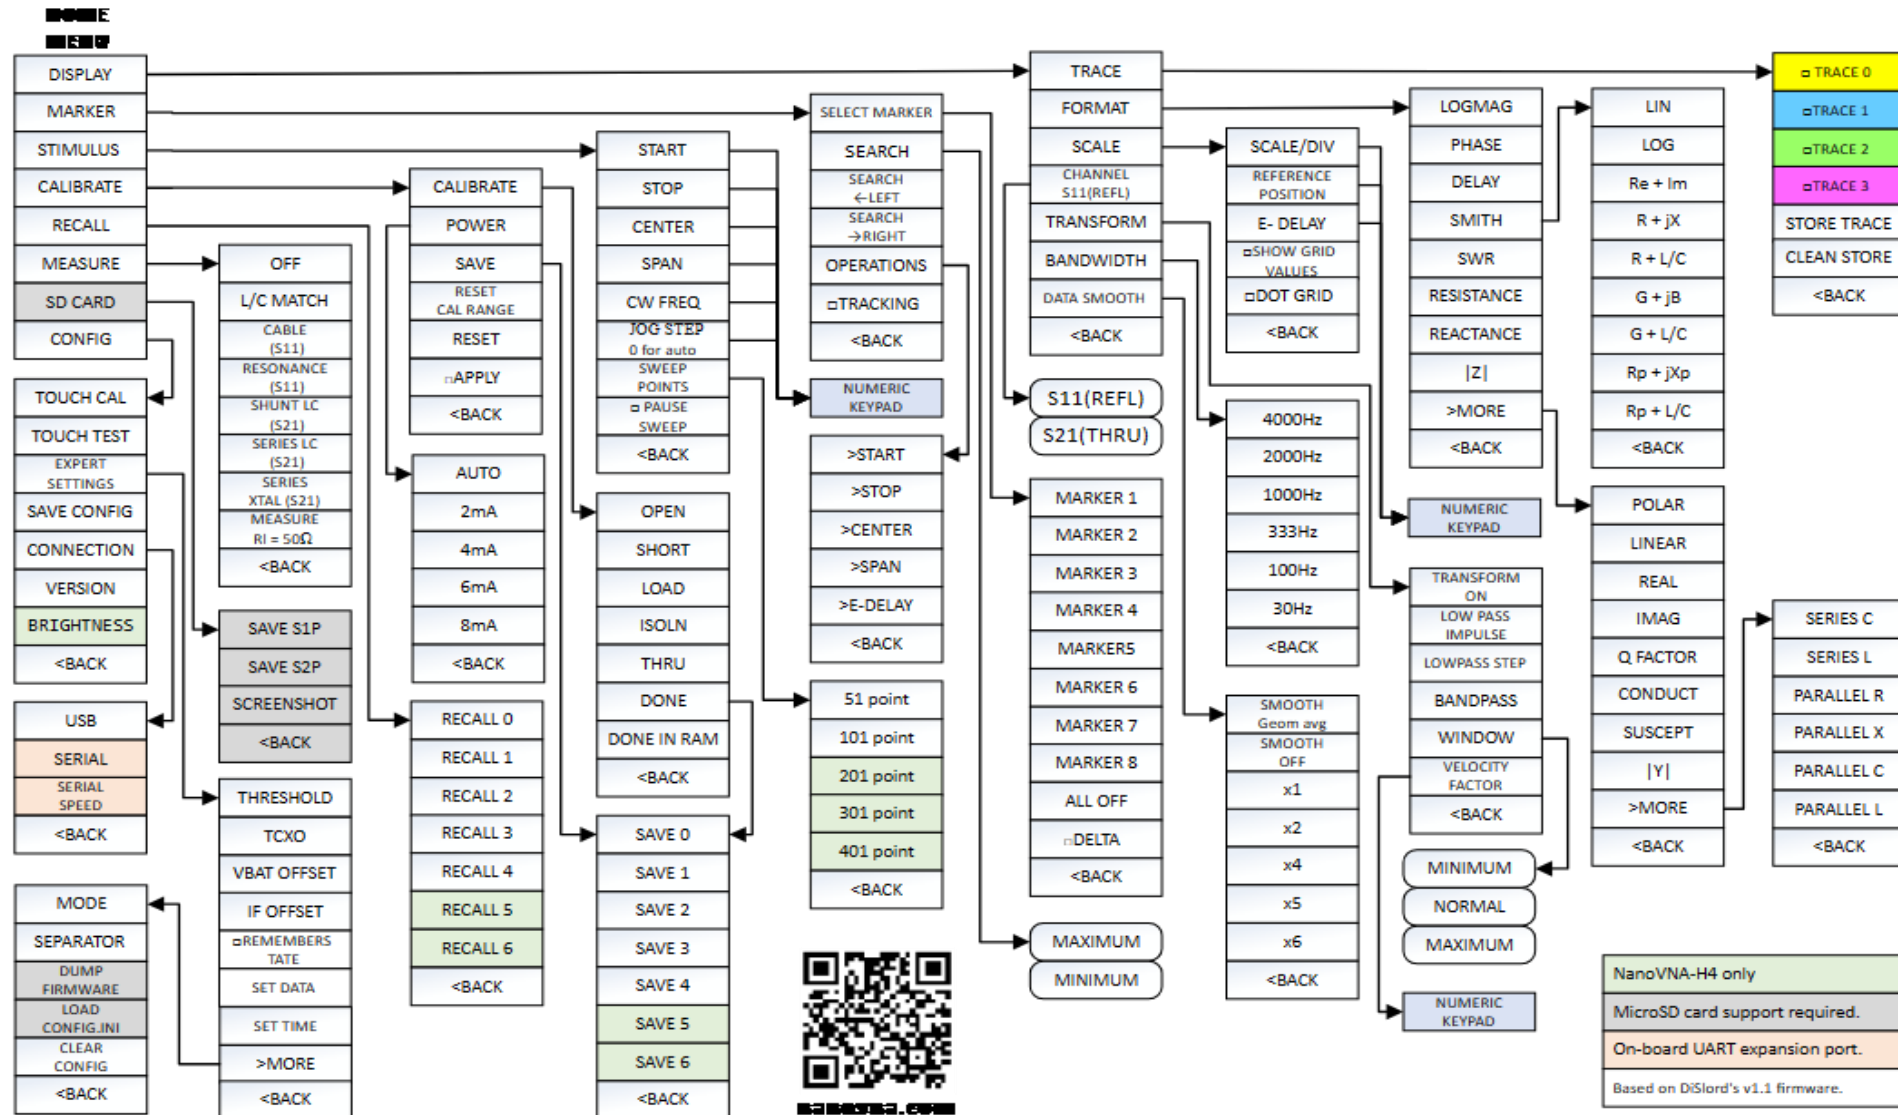 HOME
MENU
DISPLAY
MARKER
STIMULUS
CALIBRATE
RECALL
MEASURE
SD CARD
CONFIG
TOUCH CAL
TOUCH TEST
EXPERT
SETTINGS
SAVE CONFIG
CONNECTION
VERSION
BRIGHTNESS
<BACK
USB
SERIAL
SERIAL
SPEED
<BACK
MODE
SEPARATOR
DUMP
FIRMWARE
LOAD
CONFIG.INI
CLEAR
CONFIG
<BACK
OFF
L/C MATCH
CABLE
(S11)
RESONANCE
(S11)
SHUNT LC
(S21)
SERIES LC
(S21)
SERIES
XTAL (S21)
MEASURE
RI = 50Ω
<BACK
SAVE S1P
SAVE S2P
SCREENSHOT
<BACK
THRESHOLD
TCXO
VBAT OFFSET
IF OFFSET
□REMEMBERS
TATE
SET DATA
SET TIME
>MORE
<BACK
CALIBRATE
POWER
SAVE
RESET
CAL RANGE
RESET
□APPLY
<BACK
AUTO
2mA
4mA
6mA
8mA
<BACK
RECALL 0
RECALL 1
RECALL 2
RECALL 3
RECALL 4
RECALL 5
RECALL 6
<BACK
START
STOP
CENTER
SPAN
CW FREQ
JOG STEP
0 for auto
SWEEP
POINTS
□ PAUSE
SWEEP
<BACK
OPEN
SHORT
LOAD
ISOLN
THRU
DONE
DONE IN RAM
<BACK
SAVE 0
SAVE 1
SAVE 2
SAVE 3
SAVE 4
SAVE 5
SAVE 6
<BACK
SELECT MARKER
SEARCH
SEARCH
←LEFT
SEARCH
→RIGHT
OPERATIONS
□TRACKING
<BACK
NUMERIC
KEYPAD
>START
>STOP
>CENTER
>SPAN
>E-DELAY
<BACK
51 point
101 point
201 point
301 point
401 point
<BACK
TRACE
FORMAT
SCALE
CHANNEL
S11(REFL)
TRANSFORM
BANDWIDTH
DATA SMOOTH
<BACK
S11(REFL)
S21(THRU)
MARKER 1
MARKER 2
MARKER 3
MARKER 4
MARKER5
MARKER 6
MARKER 7
MARKER 8
ALL OFF
□DELTA
<BACK
MAXIMUM
MINIMUM
SCALE/DIV
REFERENCE
POSITION
E- DELAY
□SHOW GRID
VALUES
□DOT GRID
<BACK
4000Hz
2000Hz
1000Hz
333Hz
100Hz
30Hz
<BACK
SMOOTH
Geom avg
SMOOTH
OFF
x1
x2
x4
x5
x6
<BACK
LOGMAG
PHASE
DELAY
SMITH
SWR
RESISTANCE
REACTANCE
|Z|
>MORE
<BACK
NUMERIC
KEYPAD
TRANSFORM
ON
LOW PASS
IMPULSE
LOWPASS STEP
BANDPASS
WINDOW
VELOCITY
FACTOR
<BACK
MINIMUM
NORMAL
MAXIMUM
NUMERIC
KEYPAD
LIN
LOG
Re + Im
R + jX
R + L/C
G + jB
G + L/C
Rp + jXp
Rp + L/C
<BACK
POLAR
LINEAR
REAL
IMAG
Q FACTOR
CONDUCT
SUSCEPT
|Y|
>MORE
<BACK
□ TRACE 0
□TRACE 1
□TRACE 2
□TRACE 3
STORE TRACE
CLEAN STORE
<BACK
SERIES C
SERIES L
PARALLEL R
PARALLEL X
PARALLEL C
PARALLEL L
<BACK
NanoVNA-H4 only
MicroSD card support required.
On-board UART expansion port.
Based on DiSlord's v1.1 firmware.